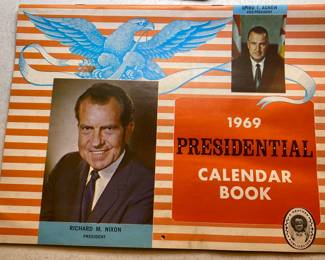 SPIRO T. AGNEW
VICE-PRESIDENT
1969
PRESIDENTIAL
CALENDAR
BOOK
RICHARD M. NIXON
PRESIDENT